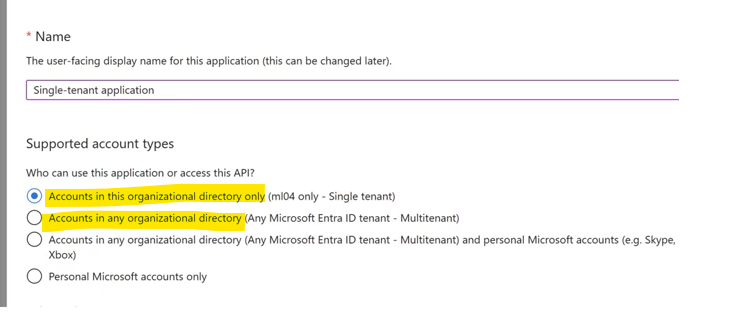 * Name
The user-facing display name for this application (this can be changed later).
Single-tenant application
Supported account types
Who can use this application or access this API?
Accounts in this organizational directory only (ml04 only - Single tenant)
Accounts in any organizational directory (Any Microsoft Entra ID tenant - Multitenant)
Accounts in any organizational directory (Any Microsoft Entra ID tenant - Multitenant) and personal Microsoft accounts (e.g. Skype,
Xbox)
Personal Microsoft accounts only